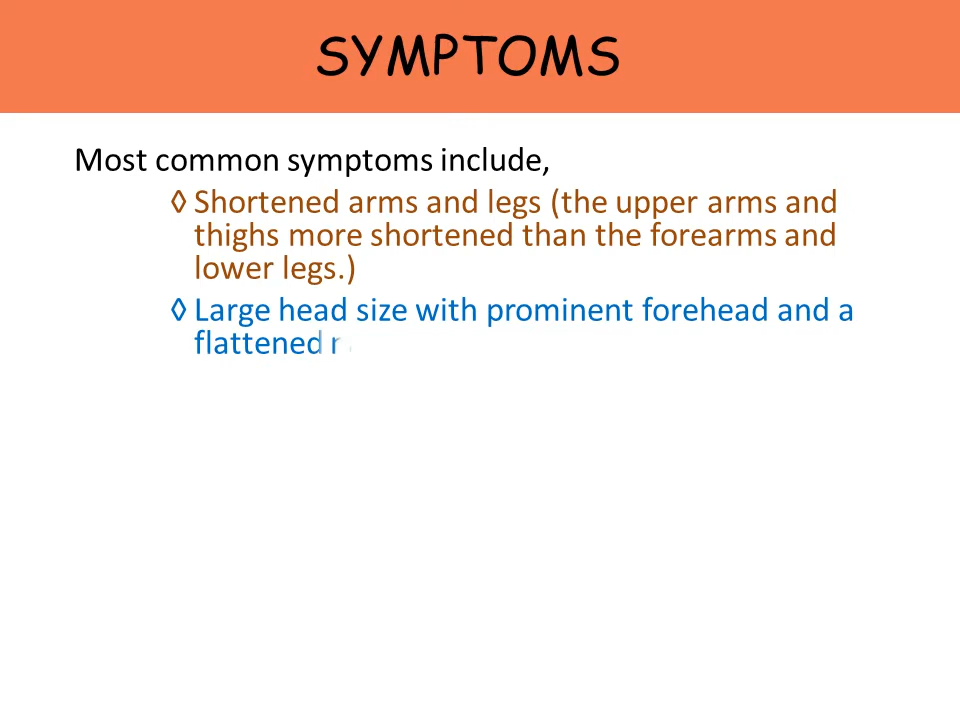 SYMPTOMS
Most common symptoms include,
◊ Shortened arms and legs (the upper arms and
thighs more shortened than the forearms and
lower legs.)
◊ Large head size with prominent forehead and a
flattened